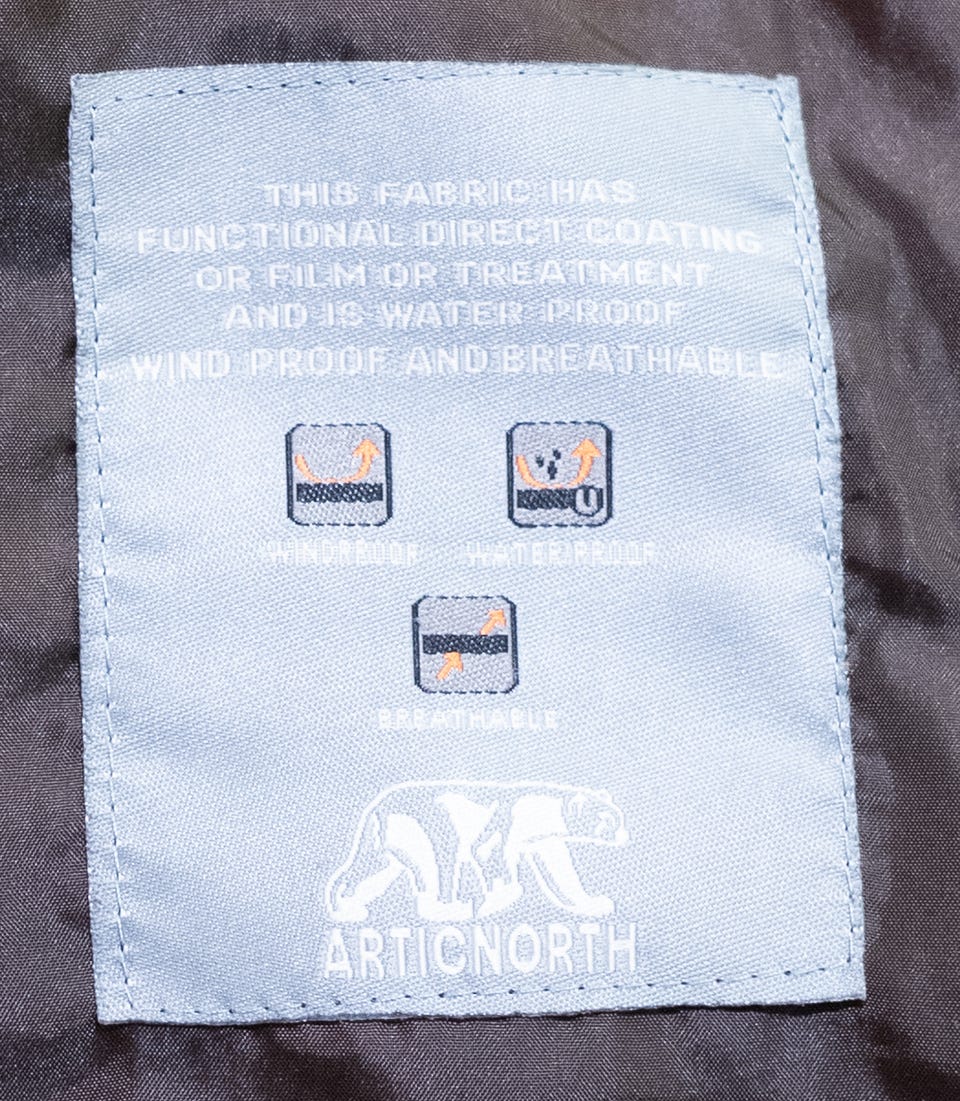 THIS FABRIC HAS
FUNCTIONAL DIRECT COATING
OR FILM OR TREATMENT
AND IS WATER PROOF
WIND PROOF AND BREATHABLE
WINDPROOF WATERPROOF
BREATHABLE
ARTICNORTH